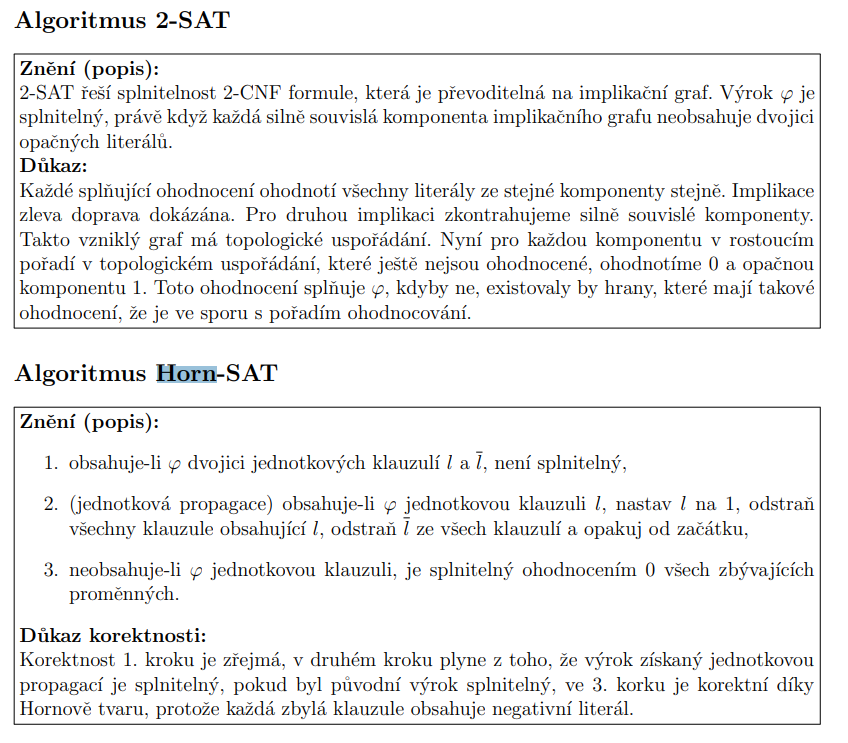 Algoritmus 2-SAT
Znění (popis):
2-SAT řeší splnitelnost 2-CNF formule, která je převoditelná na implikační graf. Výrok φ je
splnitelný, právě když každá silně souvislá komponenta implikačního grafu neobsahuje dvojici
opačných literálů.
Důkaz:
Každé splňující ohodnocení ohodnotí všechny literály ze stejné komponenty stejně. Implikace
zleva doprava dokázána. Pro druhou implikaci zkontrahujeme silně souvislé komponenty.
Takto vzniklý graf má topologické uspořádání. Nyní pro každou komponentu v rostoucím
pořadí v topologickém uspořádání, které ještě nejsou ohodnocené, ohodnotíme 0 a opačnou
komponentu 1. Toto ohodnocení splňuje φ, kdyby ne, existovaly by hrany, které mají takové
ohodnocení, že je ve sporu s pořadím ohodnocování.
Algoritmus Horn-SAT
Znění (popis):
1. obsahuje-li φ dvojici jednotkových klauzulí l a l̄, není splnitelný,
2. (jednotková propagace) obsahuje-li φ jednotkovou klauzuli l, nastav l na 1, odstraň
všechny klauzule obsahující l, odstraň l̄ ze všech klauzulí a opakuj od začátku,
3. neobsahuje-li φ jednotkovou klauzuli, je splnitelný ohodnocením 0 všech zbývajících
proměnných.
Důkaz korektnosti:
Korektnost 1. kroku je zřejmá, v druhém kroku plyne z toho, že výrok získaný jednotkovou
propagací je splnitelný, pokud byl původní výrok splnitelný, ve 3. korku je korektní díky
Hornově tvaru, protože každá zbylá klauzule obsahuje negativní literál.